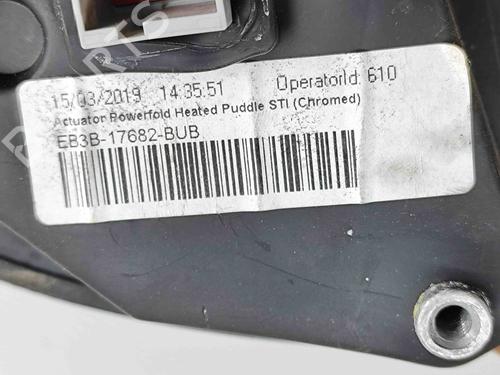 15/03/2019 14:35:51 OperatorId: 610
Actuator Powerfold Heated Puddle STI (Chromed)
EB3B-17682-BUB